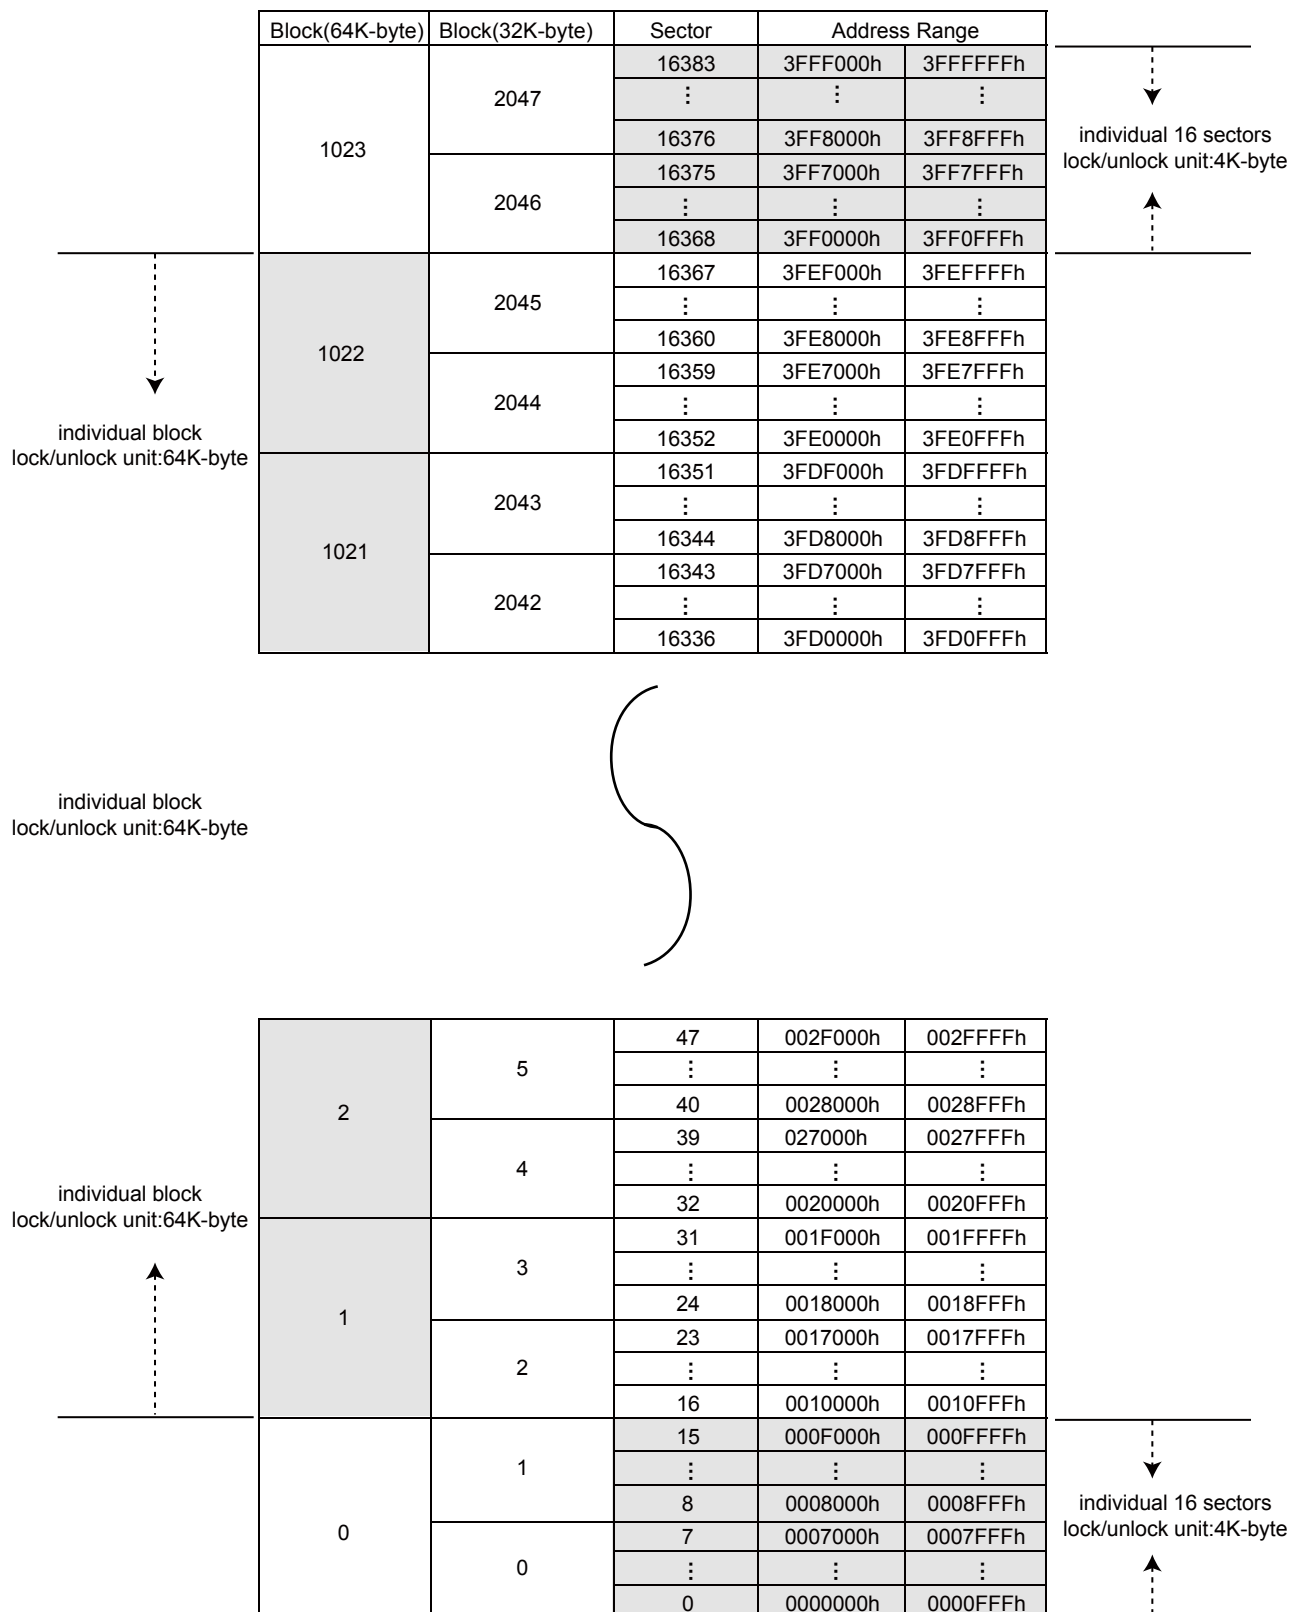 Block(64K-byte) Block(32K-byte) Sector Address Range
16383 3FFF000h 3FFFFFFh
2047
16376 3FF8000h 3FF8FFFh
1023
16375 3FF7000h 3FF7FFFh
2046
16368 3FF0000h 3FF0FFFh
individual 16 sectors
lock/unlock unit:4K-byte
16367 3FEF000h 3FEFFFFh
2045
16360 3FE8000h 3FE8FFFh
1022
16359 3FE7000h 3FE7FFFh
2044
16352 3FE0000h 3FE0FFFh
individual block
lock/unlock unit:64K-byte
16351 3FDF000h 3FDFFFFh
2043
16344 3FD8000h 3FD8FFFh
1021
16343 3FD7000h 3FD7FFFh
2042
16336 3FD0000h 3FD0FFFh
individual block
lock/unlock unit:64K-byte
47 002F000h 002FFFFh
5
40 0028000h 0028FFFh
2
39 027000h 0027FFFh
4
32 0020000h 0020FFFh
individual block
lock/unlock unit:64K-byte
31 001F000h 001FFFFh
3
24 0018000h 0018FFFh
1
23 0017000h 0017FFFh
2
16 0010000h 0010FFFh
15 000F000h 000FFFFh
1
8 0008000h 0008FFFh
0
7 0007000h 0007FFFh
0
0 0000000h 0000FFFh
individual 16 sectors
lock/unlock unit:4K-byte